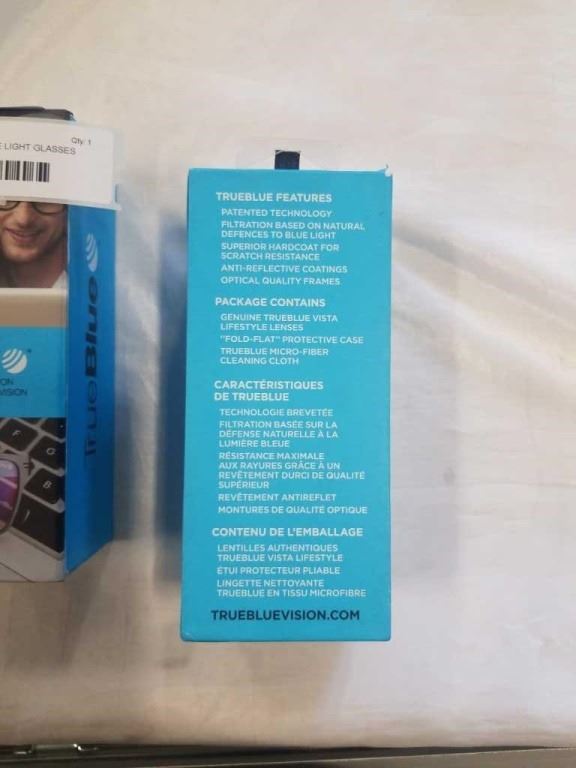 Qty: 1
E LIGHT GLASSES
TrueBlue
ON
VISION
TRUEBLUE FEATURES
PATENTED TECHNOLOGY
FILTRATION BASED ON NATURAL
DEFENCES TO BLUE LIGHT
SUPERIOR HARDCOAT FOR
SCRATCH RESISTANCE
ANTI-REFLECTIVE COATINGS
OPTICAL QUALITY FRAMES
PACKAGE CONTAINS
GENUINE TRUEBLUE VISTA
LIFESTYLE LENSES
"FOLD-FLAT" PROTECTIVE CASE
TRUEBLUE MICRO-FIBER
CLEANING CLOTH
CARACTÉRISTIQUES
DE TRUEBLUE
TECHNOLOGIE BREVETÉE
FILTRATION BASÉE SUR LA
DÉFENSE NATURELLE À LA
LUMIÈRE BLEUE
RÉSISTANCE MAXIMALE
AUX RAYURES GRÂCE À UN
REVÊTEMENT DURCI DE QUALITÉ
SUPÉRIEUR
REVÊTEMENT ANTIREFLET
MONTURES DE QUALITÉ OPTIQUE
CONTENU DE L'EMBALLAGE
LENTILLES AUTHENTIQUES
TRUEBLUE VISTA LIFESTYLE
ÉTUI PROTECTEUR PLIABLE
LINGETTE NETTOYANTE
TRUEBLUE EN TISSU MICROFIBRE
TRUEBLUEVISION.COM